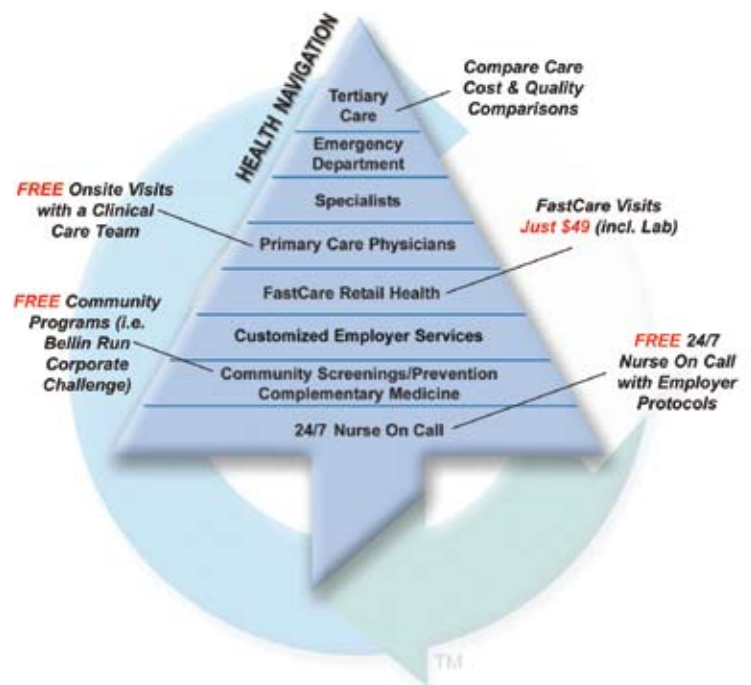 HEALTH NAVIGATION
Tertiary
Care
Compare Care
Cost & Quality
Comparisons
Emergency
Department
Specialists
FREE Onsite Visits
with a Clinical
Care Team
Primary Care Physicians
FastCare Visits
Just $49 (incl. Lab)
FastCare Retail Health
FREE Community
Programs (i.e.
Bellin Run
Corporate
Challenge)
Customized Employer Services
Community Screenings/Prevention
Complementary Medicine
FREE 24/7
Nurse On Call
with Employer
Protocols
24/7 Nurse On Call
TM